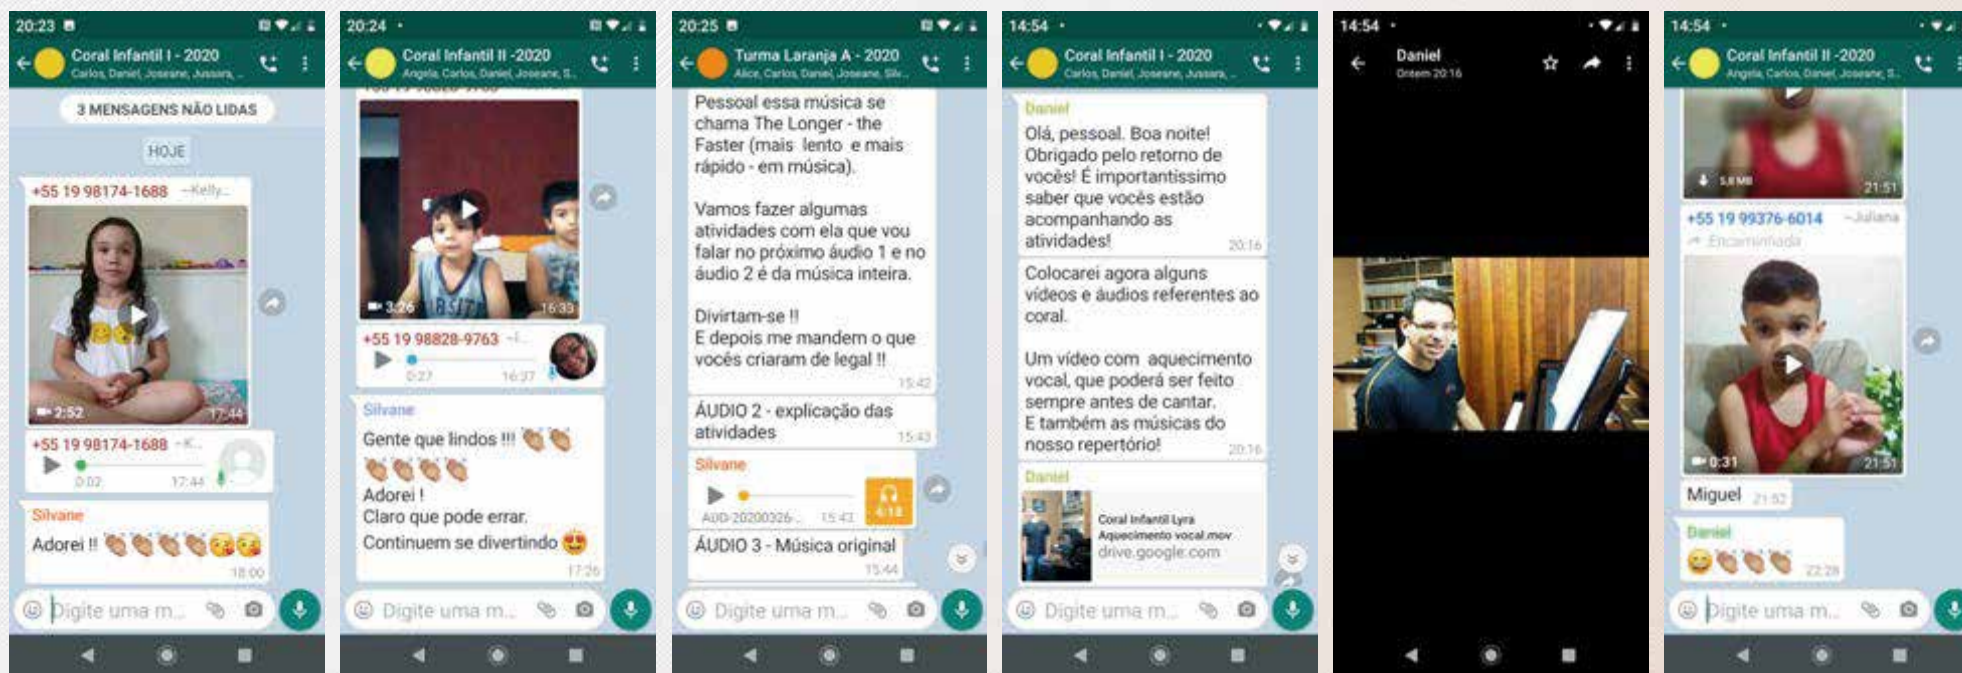 20:23
Coral Infantil I - 2020
Carlos, Daniel, Joseane, Jussara, ...
3 MENSAGENS NÃO LIDAS
HOJE
+55 19 98174-1688 ~Kelly...
2:52 17:44
+55 19 98174-1688 ~K...
0:02 17:44
Silvane
Adorei !!
18:00
Digite uma m...
20:24
Coral Infantil II -2020
Angela, Carlos, Daniel, Joseane, S...
+55 19 98828-9763
3:26 16:33
+55 19 98828-9763
0:27 16:37
Silvane
Gente que lindos !!!
Adorei !
Claro que pode errar.
Continuem se divertindo
17:26
Digite uma m...
20:25
Turma Laranja A - 2020
Alice, Carlos, Daniel, Joseane, Silv...
Pessoal essa música se
chama The Longer - the
Faster (mais lento e mais
rápido - em música).
Vamos fazer algumas
atividades com ela que vou
falar no próximo áudio 1 e no
áudio 2 é da música inteira.
Divirtam-se !!
E depois me mandem o que
vocês criaram de legal !!
15:42
ÁUDIO 2 - explicação das
atividades 15:43
Silvane
AUD-20200326-... 15:43 4:18
ÁUDIO 3 - Música original
15:44
Digite uma m...
14:54
Coral Infantil I - 2020
Carlos, Daniel, Joseane, Jussara, ...
Daniel
Olá, pessoal. Boa noite!
Obrigado pelo retorno de
vocês! É importantíssimo
saber que vocês estão
acompanhando as
atividades! 20:16
Colocarei agora alguns
vídeos e áudios referentes ao
coral.
Um vídeo com aquecimento
vocal, que poderá ser feito
sempre antes de cantar.
E também as músicas do
nosso repertório! 20:16
Daniel
Coral Infantil Lyra
Aquecimento vocal.mov
drive.google.com
Digite uma m...
14:54
Daniel
Ontem 20:16
14:54
Coral Infantil II -2020
Angela, Carlos, Daniel, Joseane, S...
5,8 MB 21:51
+55 19 99376-6014 ~Juliana
Encaminhada
0:31 21:51
Miguel 21:52
Daniel
22:28
Digite uma m...